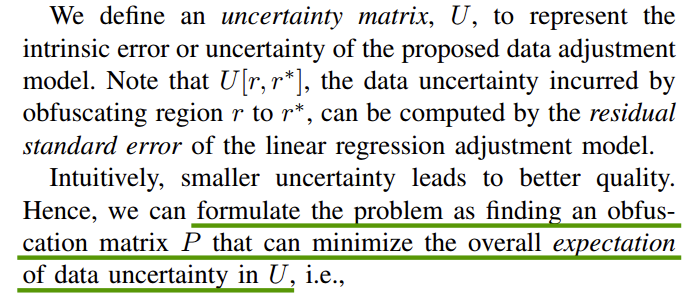 We define an uncertainty matrix, U, to represent the
intrinsic error or uncertainty of the proposed data adjustment
model. Note that U[r, r*], the data uncertainty incurred by
obfuscating region r to r*, can be computed by the residual
standard error of the linear regression adjustment model.
Intuitively, smaller uncertainty leads to better quality.
Hence, we can formulate the problem as finding an obfus-
cation matrix P that can minimize the overall expectation
of data uncertainty in U, i.e.,